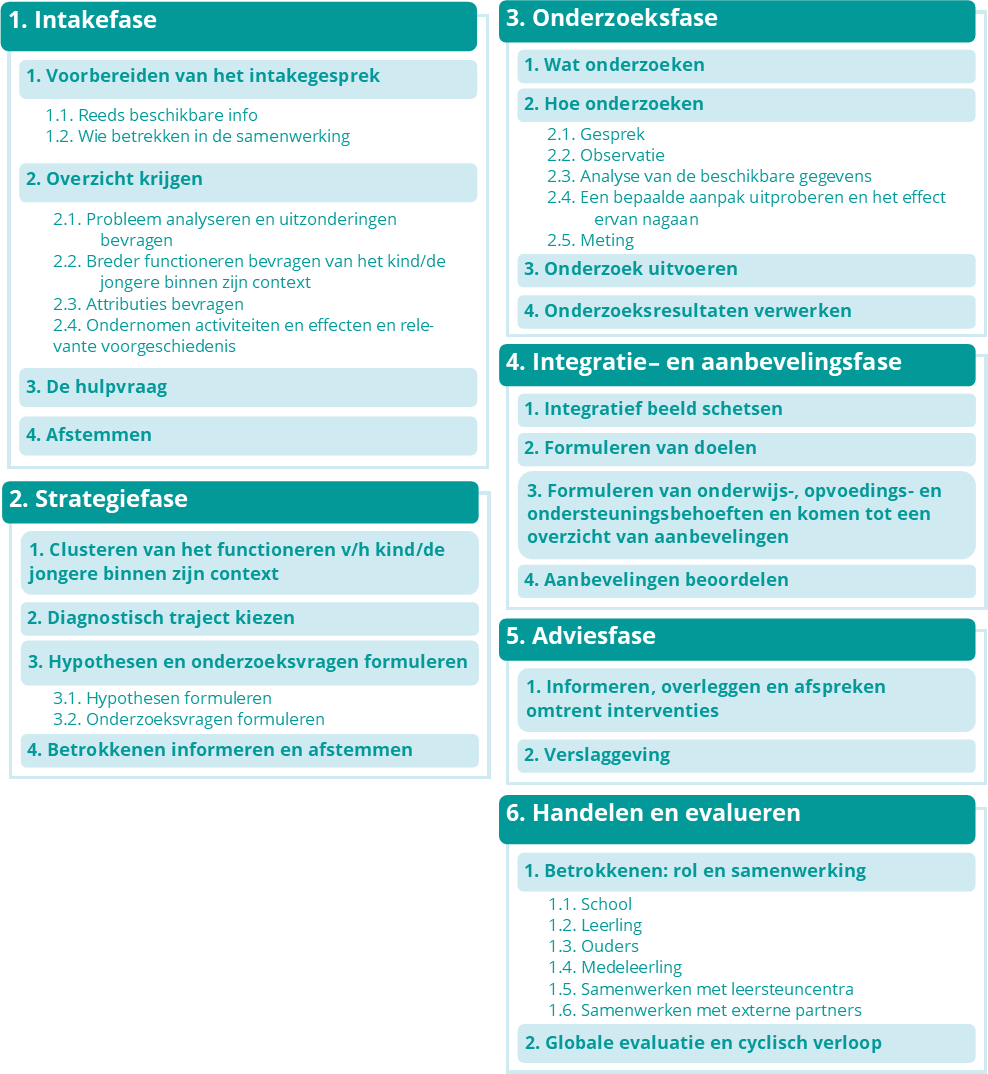 1. Intakefase
1. Voorbereiden van het intakegesprek
1.1. Reeds beschikbare info
1.2. Wie betrekken in de samenwerking
2. Overzicht krijgen
2.1. Probleem analyseren en uitzonderingen
bevragen
2.2. Breder functioneren bevragen van het kind/de
jongere binnen zijn context
2.3. Attributies bevragen
2.4. Ondernomen activiteiten en effecten en rele-
vante voorgeschiedenis
3. De hulpvraag
4. Afstemmen
2. Strategiefase
1. Clusteren van het functioneren v/h kind/de
jongere binnen zijn context
2. Diagnostisch traject kiezen
3. Hypothesen en onderzoeksvragen formuleren
3.1. Hypothesen formuleren
3.2. Onderzoeksvragen formuleren
4. Betrokkenen informeren en afstemmen
3. Onderzoeksfase
1. Wat onderzoeken
2. Hoe onderzoeken
2.1. Gesprek
2.2. Observatie
2.3. Analyse van de beschikbare gegevens
2.4. Een bepaalde aanpak uitproberen en het effect
ervan nagaan
2.5. Meting
3. Onderzoek uitvoeren
4. Onderzoeksresultaten verwerken
4. Integratie– en aanbevelingsfase
1. Integratief beeld schetsen
2. Formuleren van doelen
3. Formuleren van onderwijs-, opvoedings- en
ondersteuningsbehoeften en komen tot een
overzicht van aanbevelingen
4. Aanbevelingen beoordelen
5. Adviesfase
1. Informeren, overleggen en afspreken
omtrent interventies
2. Verslaggeving
6. Handelen en evalueren
1. Betrokkenen: rol en samenwerking
1.1. School
1.2. Leerling
1.3. Ouders
1.4. Medeleerling
1.5. Samenwerken met leersteuncentra
1.6. Samenwerken met externe partners
2. Globale evaluatie en cyclisch verloop